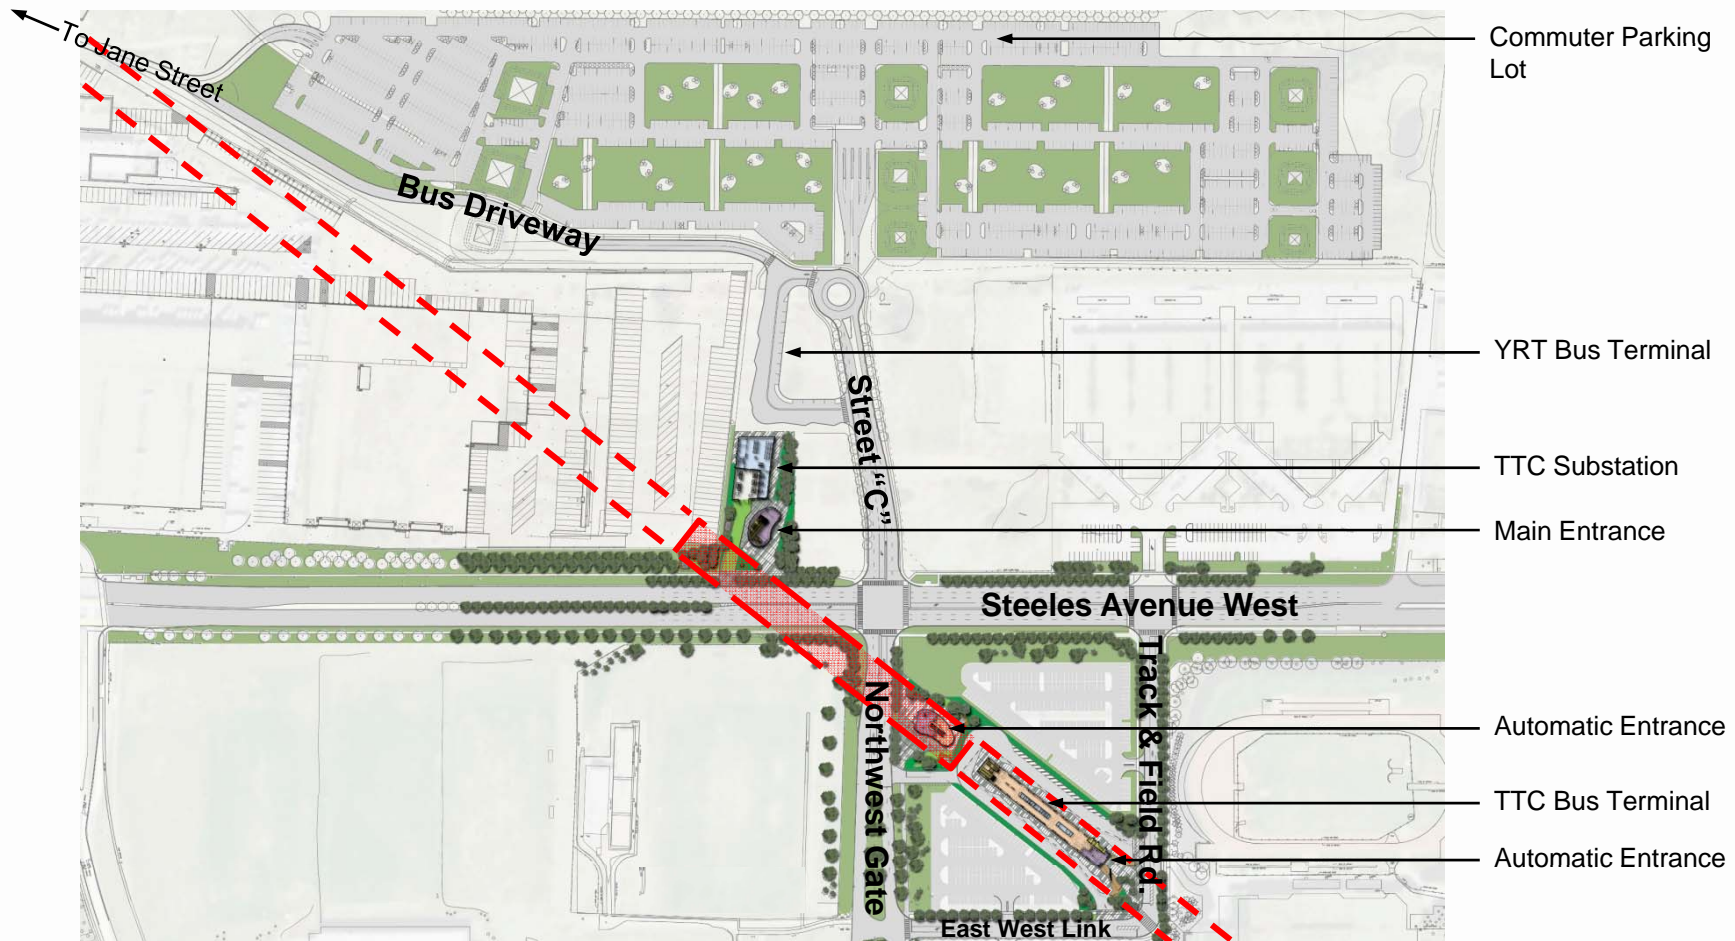 To Jane Street
Commuter Parking
Lot
Bus Driveway
YRT Bus Terminal
Street “C”
TTC Substation
Main Entrance
Steeles Avenue West
Northwest Gate
Track & Field Rd.
Automatic Entrance
TTC Bus Terminal
Automatic Entrance
East West Link